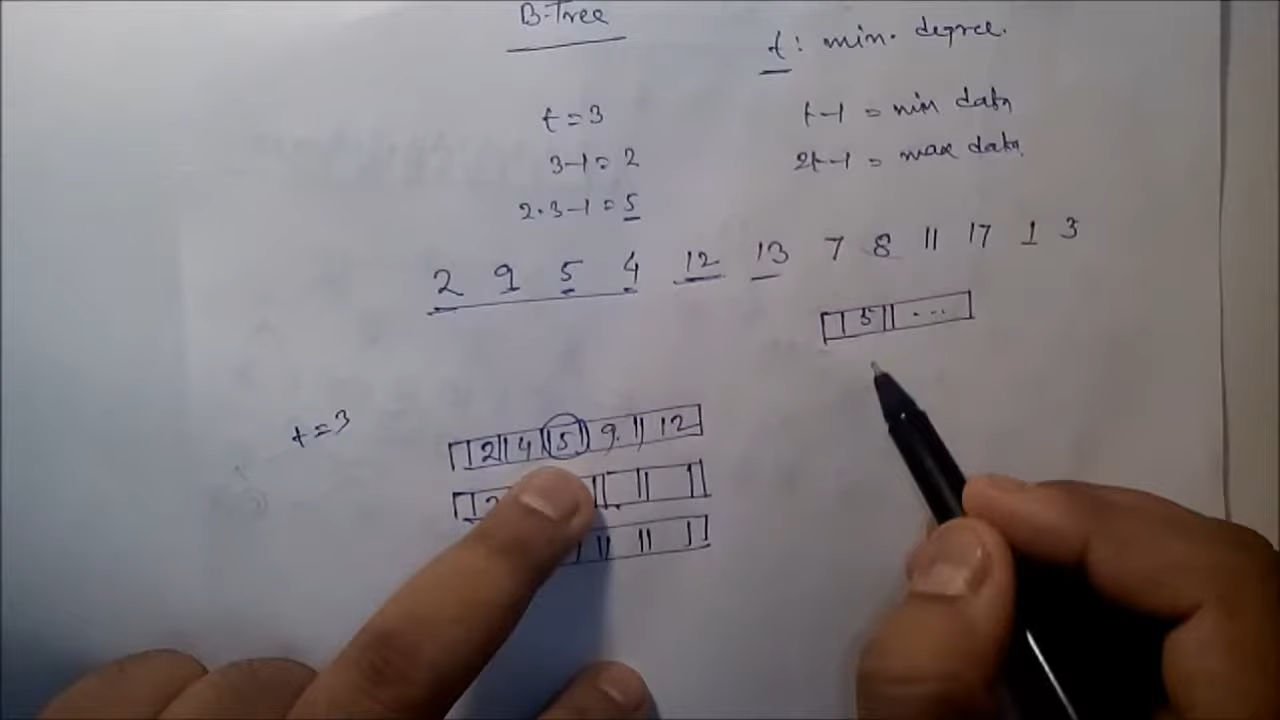 B-Tree
t : min. degree.
t = 3
t-1 = min data
3-1 = 2
2t-1 = max data
2.3-1 = 5
2 9 5 4 12 13 7 8 11 17 1 3
5 ...
t=3
2 4 5 9 12
2